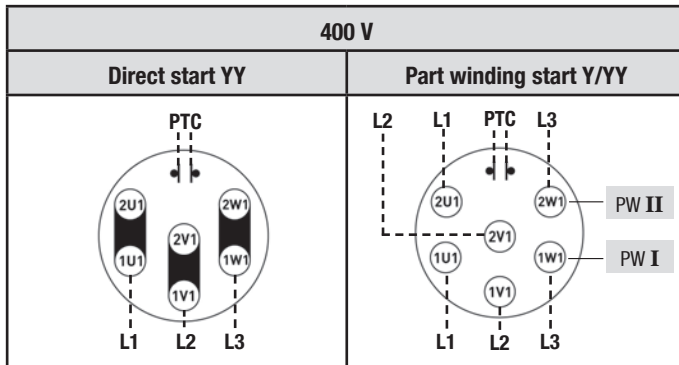 400 V
Direct start YY
Part winding start Y/YY
PTC
2U1
2W1
2V1
1U1
1W1
1V1
L1 L2 L3
L2 L1 PTC L3
2U1
2W1
PW II
2V1
1U1
1W1
PW I
1V1
L1 L2 L3